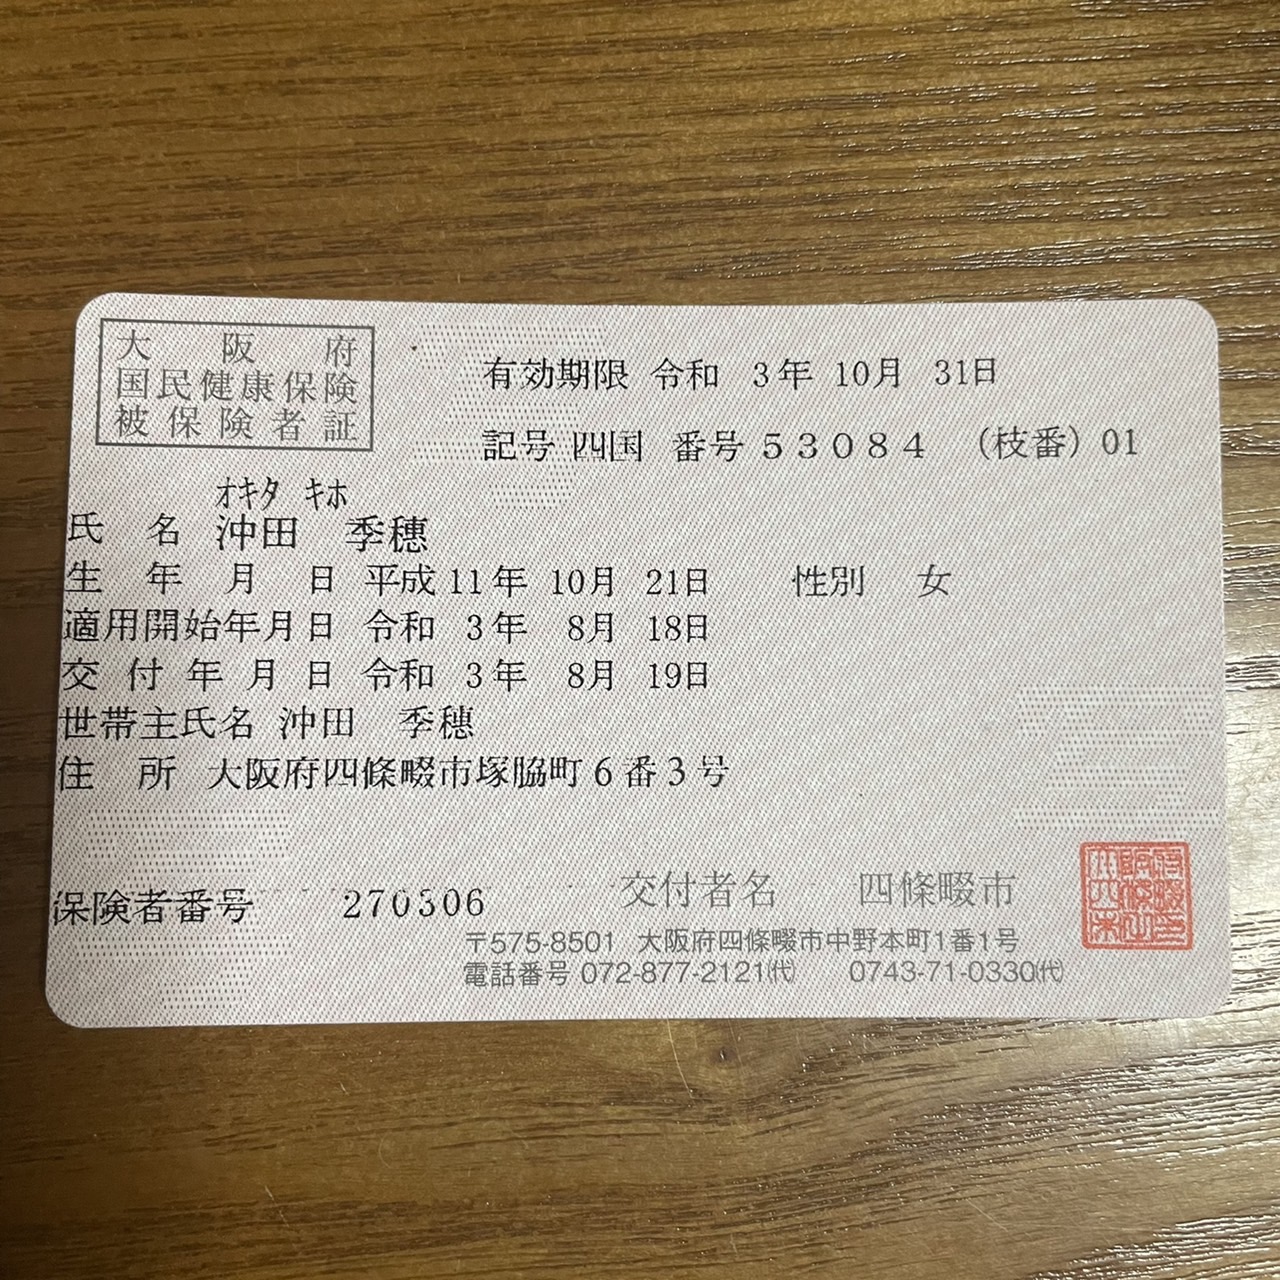 大阪府
国民健康保険
被保険者証
有効期限 令和 3年 10月 31日
記号 四国 番号 53084 (枝番) 01
オキタ キホ
氏名 沖田 季穂
生年月日 平成11年 10月 21日 性別 女
適用開始年月日 令和 3年 8月 18日
交付年月日 令和 3年 8月 19日
世帯主氏名 沖田 季穂
住所 大阪府四條畷市塚脇町6番3号
保険者番号 270306
交付者名 四條畷市
〒575-8501 大阪府四條畷市中野本町1番1号
電話番号 072-877-2121㈹ 0743-71-0330㈹